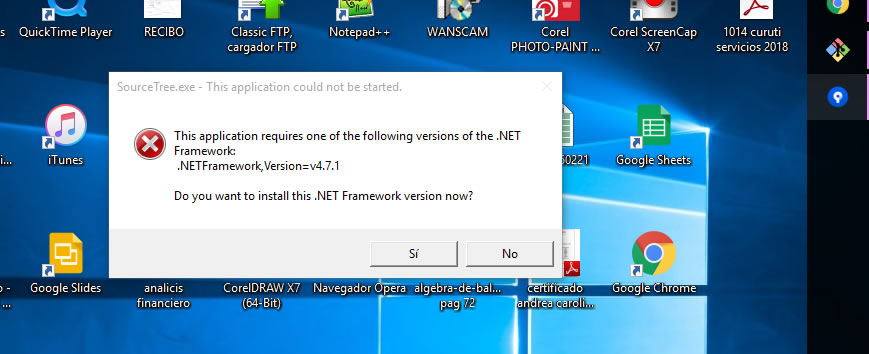 s
QuickTime Player
RECIBO
Classic FTP,
cargador FTP
Notepad++
WANSCAM
Corel
PHOTO-PAINT ...
Corel ScreenCap
X7
1014 curuti
servicios 2018
SourceTree.exe - This application could not be started.
This application requires one of the following versions of the .NET
Framework:
.NETFramework,Version=v4.7.1
Do you want to install this .NET Framework version now?
Sí
No
...
iTunes
60221
Google Sheets
o -
...
Google Slides
analicis
financiero
CorelDRAW X7
(64-Bit)
Navegador Opera
algebra-de-bal...
pag 72
certificado
andrea caroli...
Google Chrome